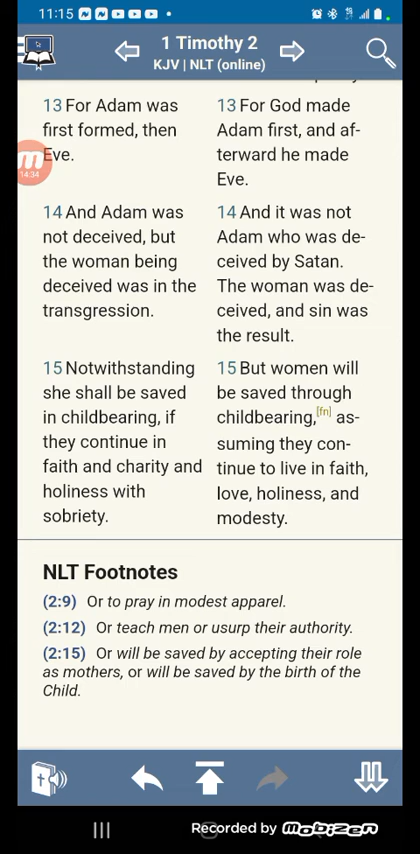 11:15
1 Timothy 2
KJV | NLT (online)
13 For Adam was
first formed, then
Eve.
13 For God made
Adam first, and af-
terward he made
Eve.
14:34
14 And Adam was
not deceived, but
the woman being
deceived was in the
transgression.
14 And it was not
Adam who was de-
ceived by Satan.
The woman was de-
ceived, and sin was
the result.
15 Notwithstanding
she shall be saved
in childbearing, if
they continue in
faith and charity and
holiness with
sobriety.
15 But women will
be saved through
childbearing,[fn] as-
suming they con-
tinue to live in faith,
love, holiness, and
modesty.
NLT Footnotes
(2:9) Or to pray in modest apparel.
(2:12) Or teach men or usurp their authority.
(2:15) Or will be saved by accepting their role
as mothers, or will be saved by the birth of the
Child.
Recorded by mobizen